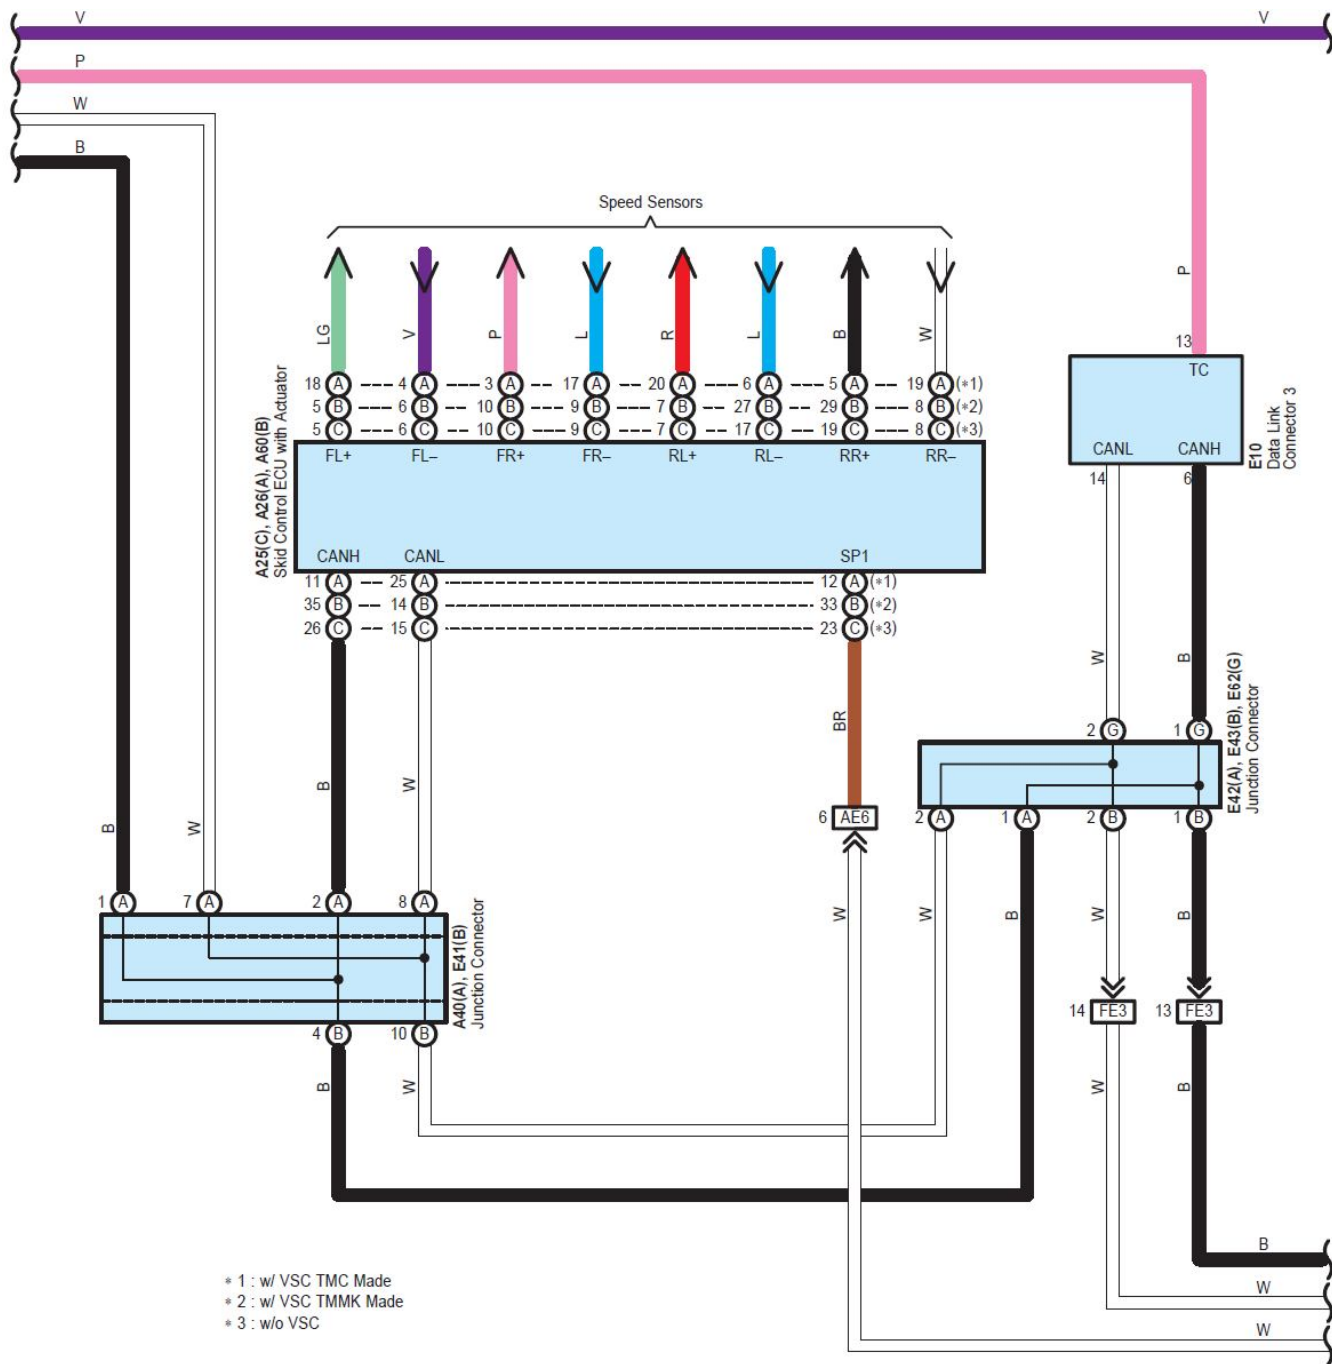 V V
P
W
B
Speed Sensors
P
LG V P L R L B W
13
TC
18 A 4 A 3 A 17 A 20 A 6 A 5 A 19 A (*1)
5 B 6 B 10 B 9 B 7 B 27 B 29 B 8 B (*2)
5 C 6 C 10 C 9 C 7 C 17 C 19 C 8 C (*3)
FL+ FL– FR+ FR– RL+ RL– RR+ RR–
A25(C), A26(A), A60(B)
Skid Control ECU with Actuator
CANL CANH
14 6
E10
Data Link
Connector 3
CANH CANL SP1
11 A 25 A 12 A (*1)
35 B 14 B 33 B (*2)
26 C 15 C 23 C (*3)
W B
BR
2 G 1 G
E42(A), E43(B), E62(G)
Junction Connector
B W
B W
6 AE6 2 A 1 A 2 B 1 B
1 A 7 A 2 A 8 A
W W B W B
A40(A), E41(B)
Junction Connector
14 FE3 13 FE3
4 B 10 B
B W W B
B
W
W
* 1 : w/ VSC TMC Made
* 2 : w/ VSC TMMK Made
* 3 : w/o VSC